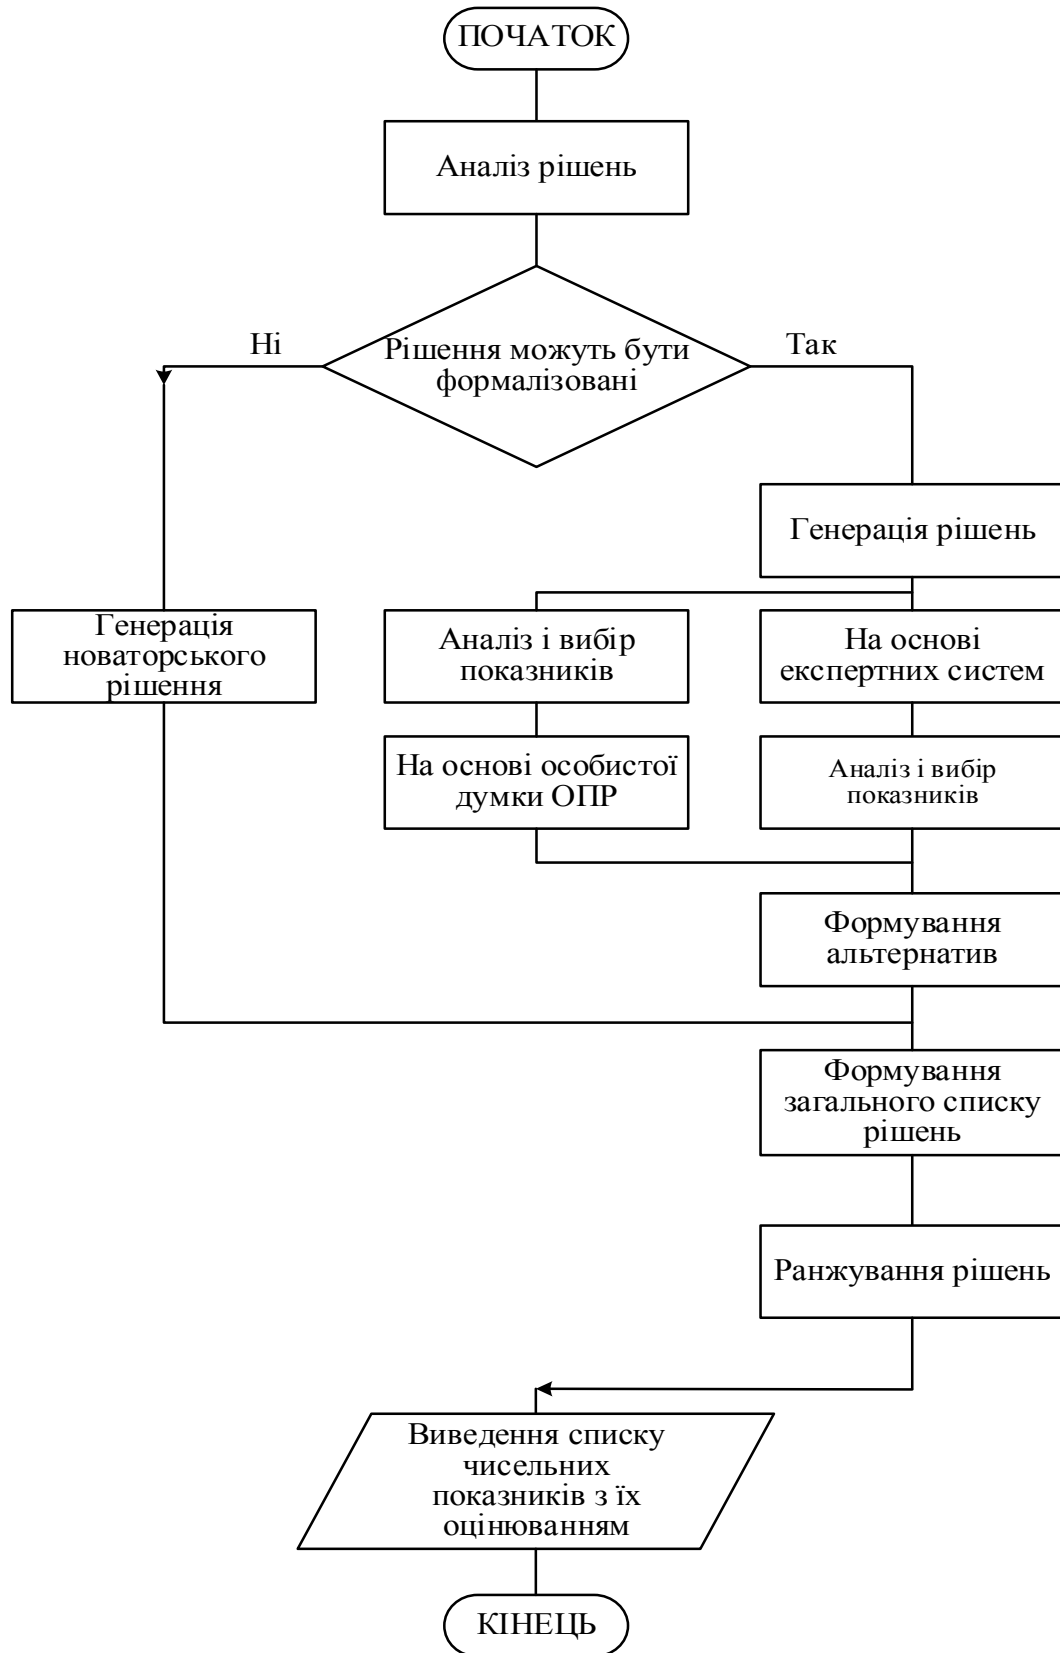 ПОЧАТОК
Аналіз рішень
Ні
Так
Рішення можуть бути
формалізовані
Генерація рішень
Генерація
новаторського
рішення
Аналіз і вибір
показників
На основі
експертних систем
На основі особистої
думки ОПР
Аналіз і вибір
показників
Формування
альтернатив
Формування
загального списку
рішень
Ранжування рішень
Виведення списку
чисельних
показників з їх
оцінюванням
КІНЕЦЬ